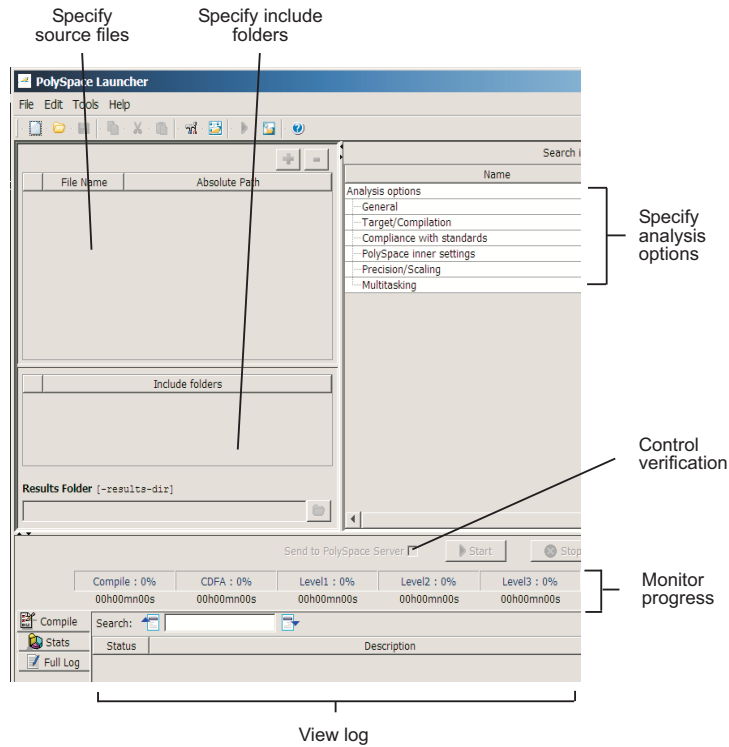 Specify
source files
Specify include
folders
PolySpace Launcher
File Edit Tools Help
Search i
File Name Absolute Path
Name
Analysis options
General
Target/Compilation
Compliance with standards
PolySpace inner settings
Precision/Scaling
Multitasking
Specify
analysis
options
Include folders
Control
verification
Results Folder [-results-dir]
Send to PolySpace Server
Start
Stop
Compile : 0% CDFA : 0% Level1 : 0% Level2 : 0% Level3 : 0%
00h00mn00s 00h00mn00s 00h00mn00s 00h00mn00s 00h00mn00s
Monitor
progress
Compile
Search:
Stats
Status Description
Full Log
View log